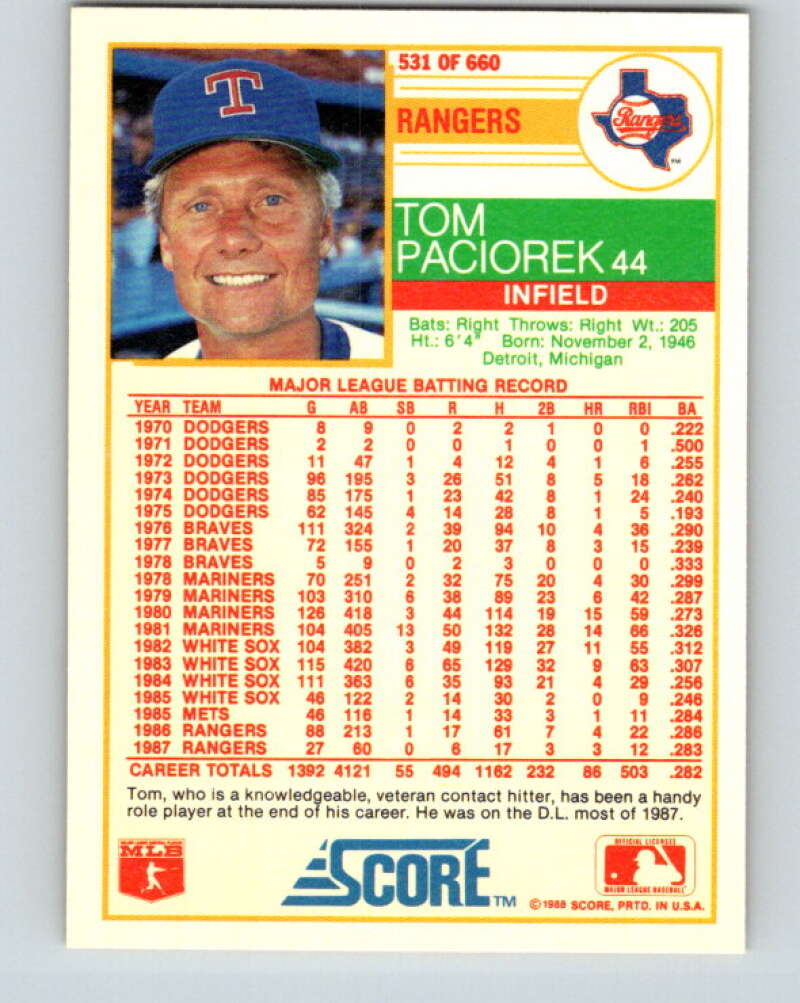 531 OF 660
RANGERS
Rangers
TM
T
TOM
PACIOREK 44
INFIELD
Bats: Right Throws: Right Wt.: 205
Ht.: 6'4" Born: November 2, 1946
Detroit, Michigan
MAJOR LEAGUE BATTING RECORD
YEAR TEAM G AB SB R H 2B HR RBI BA
1970 DODGERS 8 9 0 2 2 1 0 0 .222
1971 DODGERS 2 2 0 0 1 0 0 1 .500
1972 DODGERS 11 47 1 4 12 4 1 6 .255
1973 DODGERS 96 195 3 26 51 8 5 18 .262
1974 DODGERS 85 175 1 23 42 8 1 24 .240
1975 DODGERS 62 145 4 14 28 8 1 5 .193
1976 BRAVES 111 324 2 39 94 10 4 36 .290
1977 BRAVES 72 155 1 20 37 8 3 15 .239
1978 BRAVES 5 9 0 2 3 0 0 0 .333
1978 MARINERS 70 251 2 32 75 20 4 30 .299
1979 MARINERS 103 310 6 38 89 23 6 42 .287
1980 MARINERS 126 418 3 44 114 19 15 59 .273
1981 MARINERS 104 405 13 50 132 28 14 66 .326
1982 WHITE SOX 104 382 3 49 119 27 11 55 .312
1983 WHITE SOX 115 420 6 65 129 32 9 63 .307
1984 WHITE SOX 111 363 6 35 93 21 4 29 .256
1985 WHITE SOX 46 122 2 14 30 2 0 9 .246
1985 METS 46 116 1 14 33 3 1 11 .284
1986 RANGERS 88 213 1 17 61 7 4 22 .286
1987 RANGERS 27 60 0 6 17 3 3 12 .283
CAREER TOTALS 1392 4121 55 494 1162 232 86 503 .282
Tom, who is a knowledgeable, veteran contact hitter, has been a handy
role player at the end of his career. He was on the D.L. most of 1987.
MLB
SCORE TM
OFFICIAL LICENSEE
MAJOR LEAGUE BASEBALL
©1988 SCORE, PRTD. IN U.S.A.